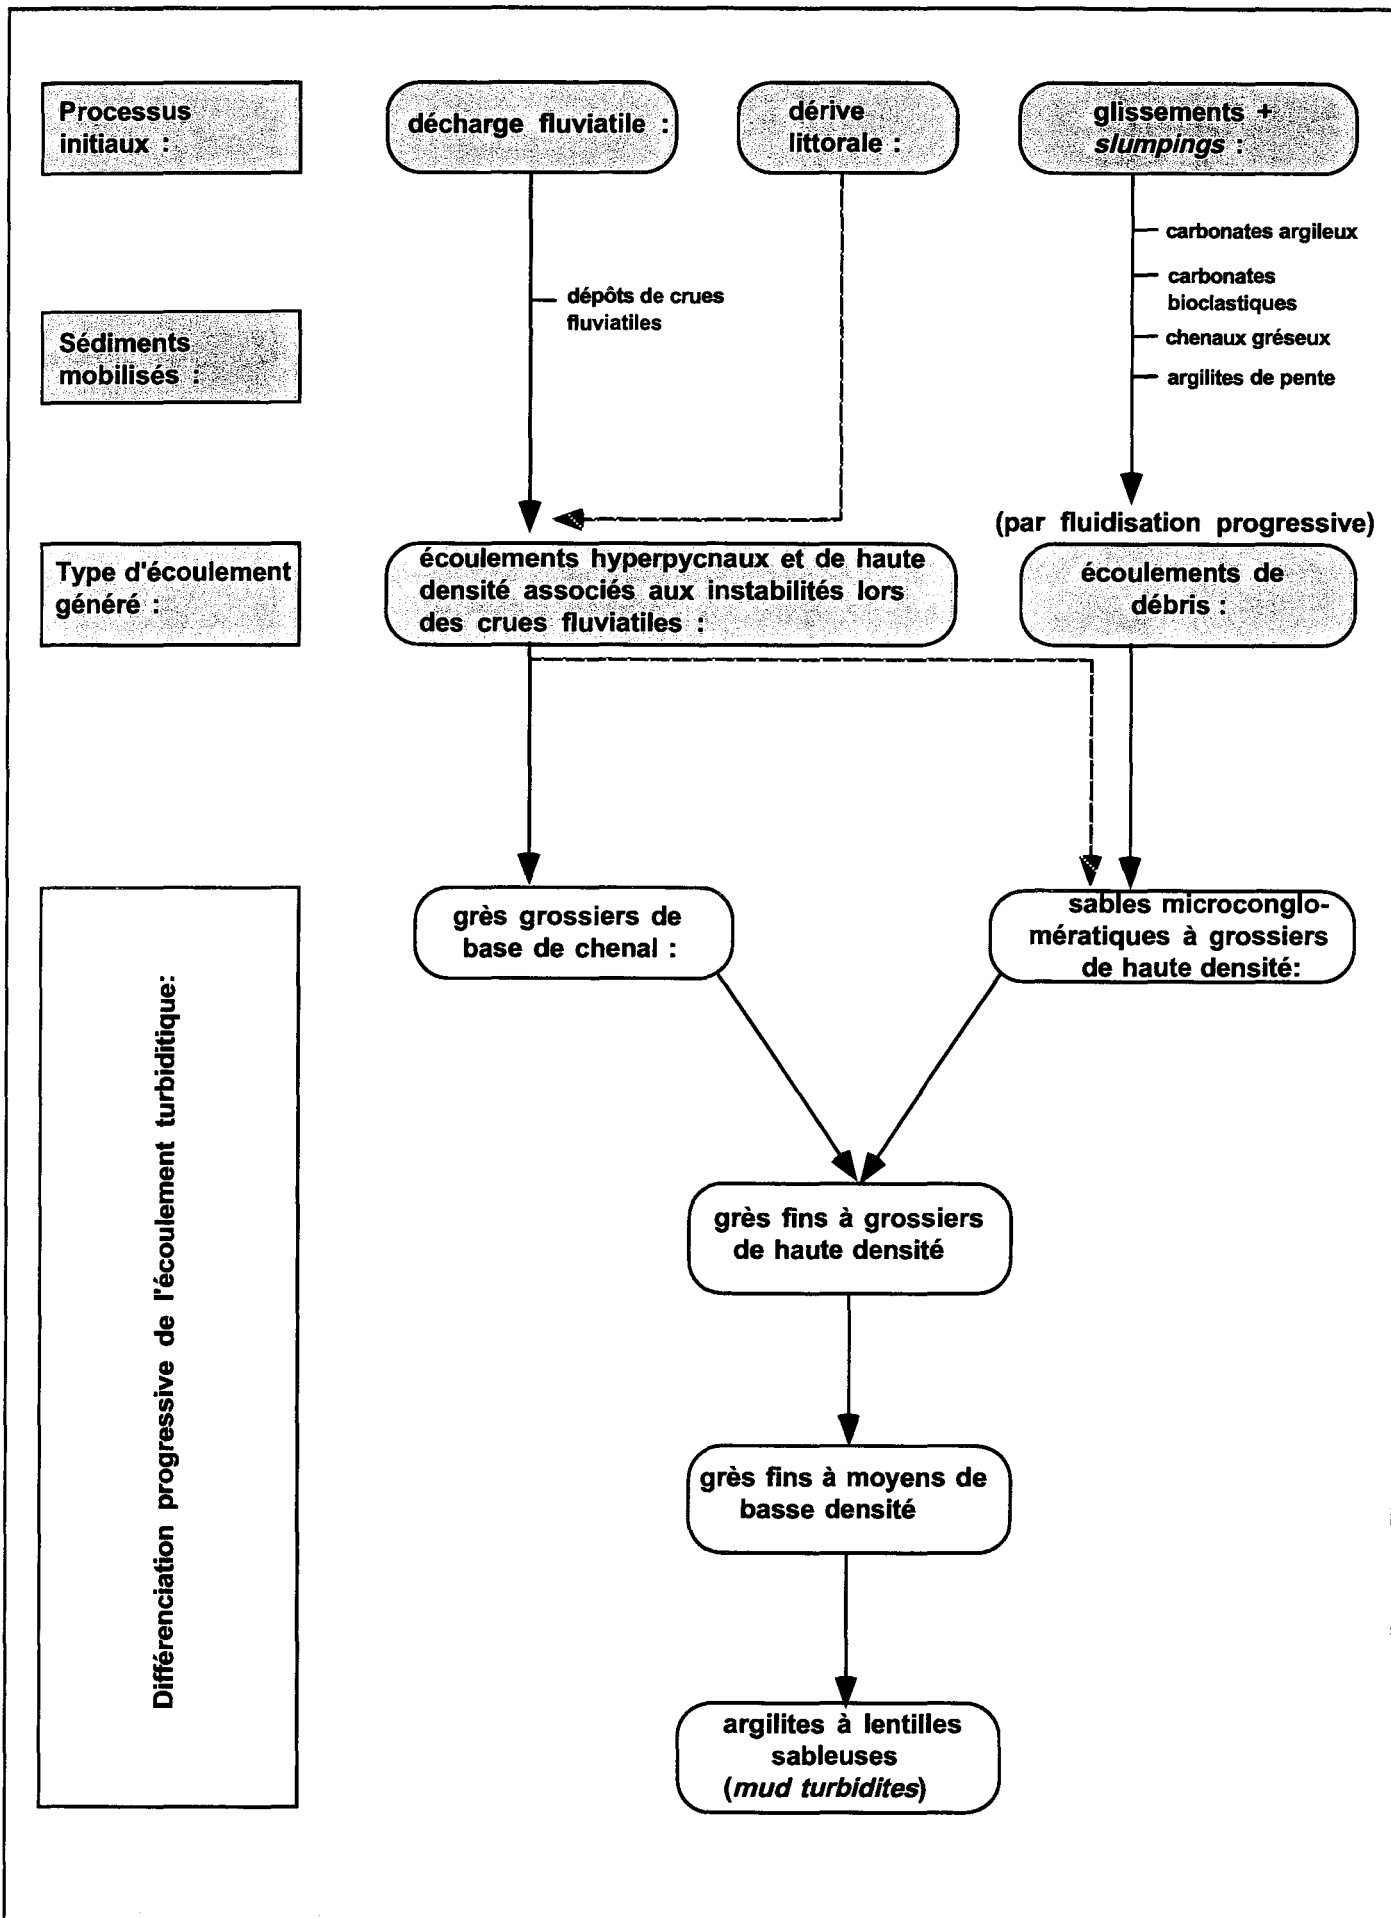 Processus
initiaux :
décharge fluviatile :
dérive
littorale :
glissements +
slumpings :
carbonates argileux
carbonates
bioclastiques
chenaux gréseux
argilites de pente
dépôts de crues
fluviatiles
Sédiments
mobilisés :
(par fluidisation progressive)
Type d'écoulement
généré :
écoulements hyperpycnaux et de haute
densité associés aux instabilités lors
des crues fluviatiles :
écoulements de
débris :
Différenciation progressive de l'écoulement turbiditique:
grès grossiers de
base de chenal :
sables microconglo-
mératiques à grossiers
de haute densité:
grès fins à grossiers
de haute densité
grès fins à moyens de
basse densité
argilites à lentilles
sableuses
(mud turbidites)